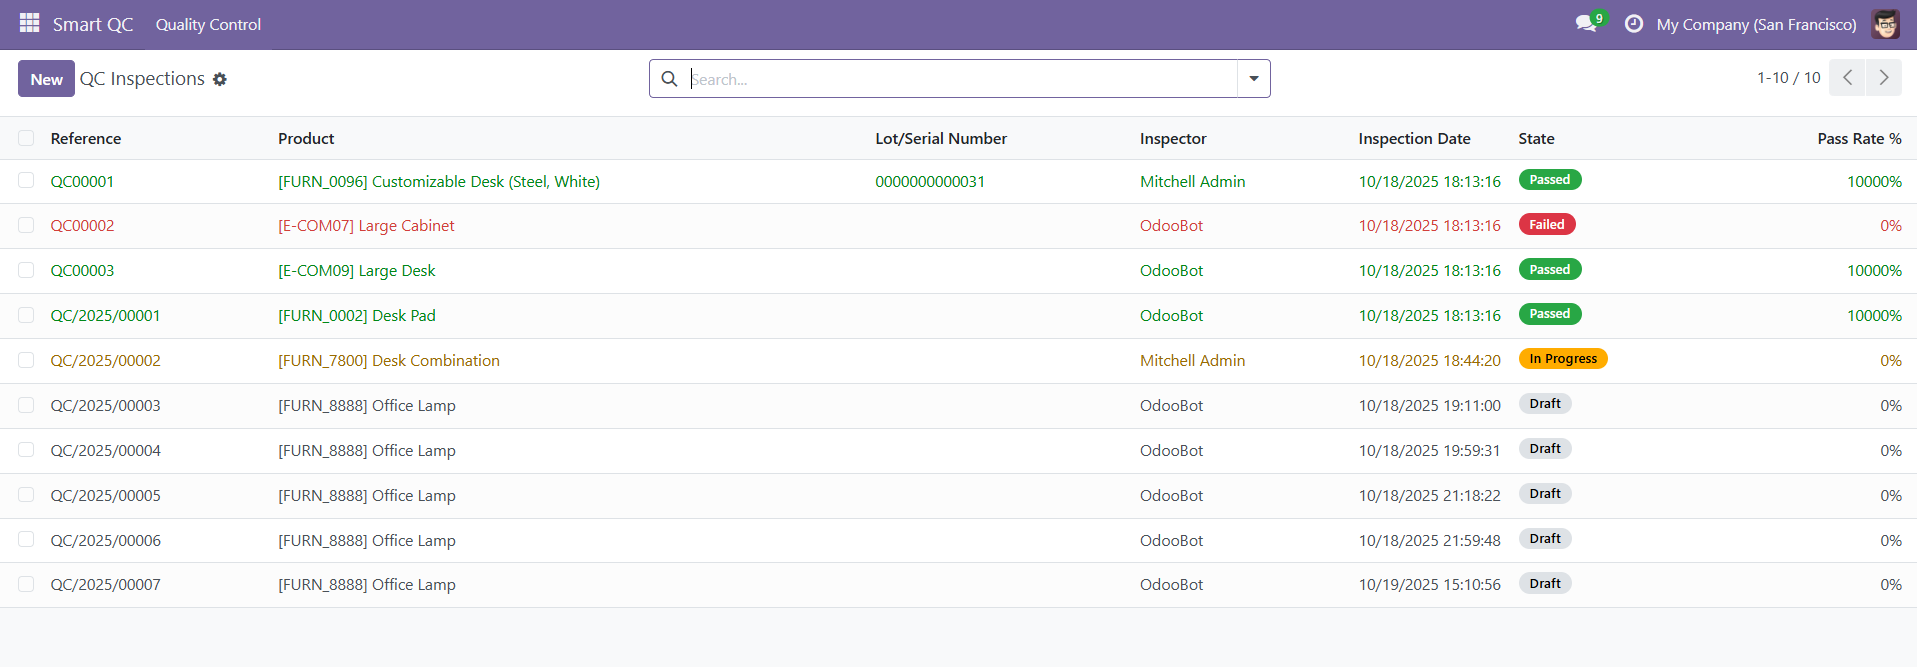 Smart QC Quality Control 9 My Company (San Francisco)
New QC Inspections Search... 1-10 / 10
Reference Product Lot/Serial Number Inspector Inspection Date State Pass Rate %
QC00001 [FURN_0096] Customizable Desk (Steel, White) 0000000000031 Mitchell Admin 10/18/2025 18:13:16 Passed 10000%
QC00002 [E-COM07] Large Cabinet OdooBot 10/18/2025 18:13:16 Failed 0%
QC00003 [E-COM09] Large Desk OdooBot 10/18/2025 18:13:16 Passed 10000%
QC/2025/00001 [FURN_0002] Desk Pad OdooBot 10/18/2025 18:13:16 Passed 10000%
QC/2025/00002 [FURN_7800] Desk Combination Mitchell Admin 10/18/2025 18:44:20 In Progress 0%
QC/2025/00003 [FURN_8888] Office Lamp OdooBot 10/18/2025 19:11:00 Draft 0%
QC/2025/00004 [FURN_8888] Office Lamp OdooBot 10/18/2025 19:59:31 Draft 0%
QC/2025/00005 [FURN_8888] Office Lamp OdooBot 10/18/2025 21:18:22 Draft 0%
QC/2025/00006 [FURN_8888] Office Lamp OdooBot 10/18/2025 21:59:48 Draft 0%
QC/2025/00007 [FURN_8888] Office Lamp OdooBot 10/19/2025 15:10:56 Draft 0%